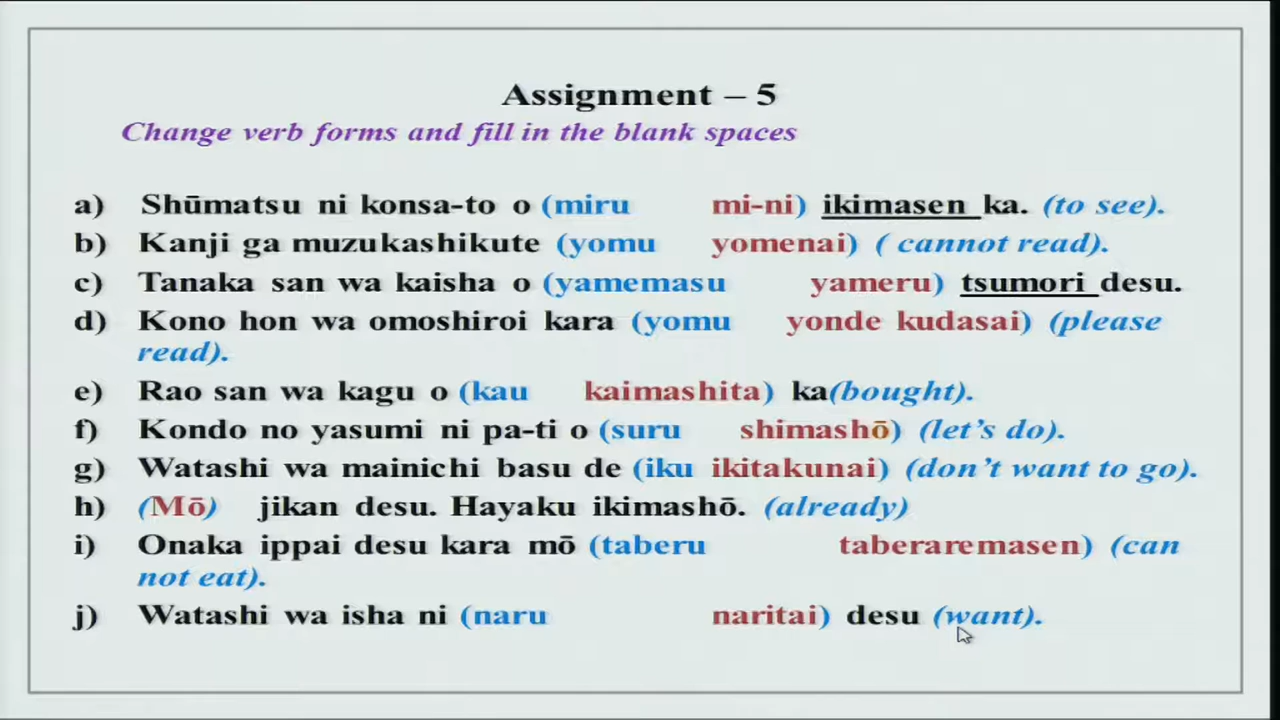 Assignment – 5
Change verb forms and fill in the blank spaces
a) Shūmatsu ni konsa-to o (miru mi-ni) ikimasen ka. (to see).
b) Kanji ga muzukashikute (yomu yomenai) ( cannot read).
c) Tanaka san wa kaisha o (yamemasu yameru) tsumori desu.
d) Kono hon wa omoshiroi kara (yomu yonde kudasai) (please
read).
e) Rao san wa kagu o (kau kaimashita) ka(bought).
f) Kondo no yasumi ni pa-ti o (suru shimashō) (let’s do).
g) Watashi wa mainichi basu de (iku ikitakunai) (don’t want to go).
h) (Mō) jikan desu. Hayaku ikimashō. (already)
i) Onaka ippai desu kara mō (taberu taberaremasen) (can
not eat).
j) Watashi wa isha ni (naru naritai) desu (want).